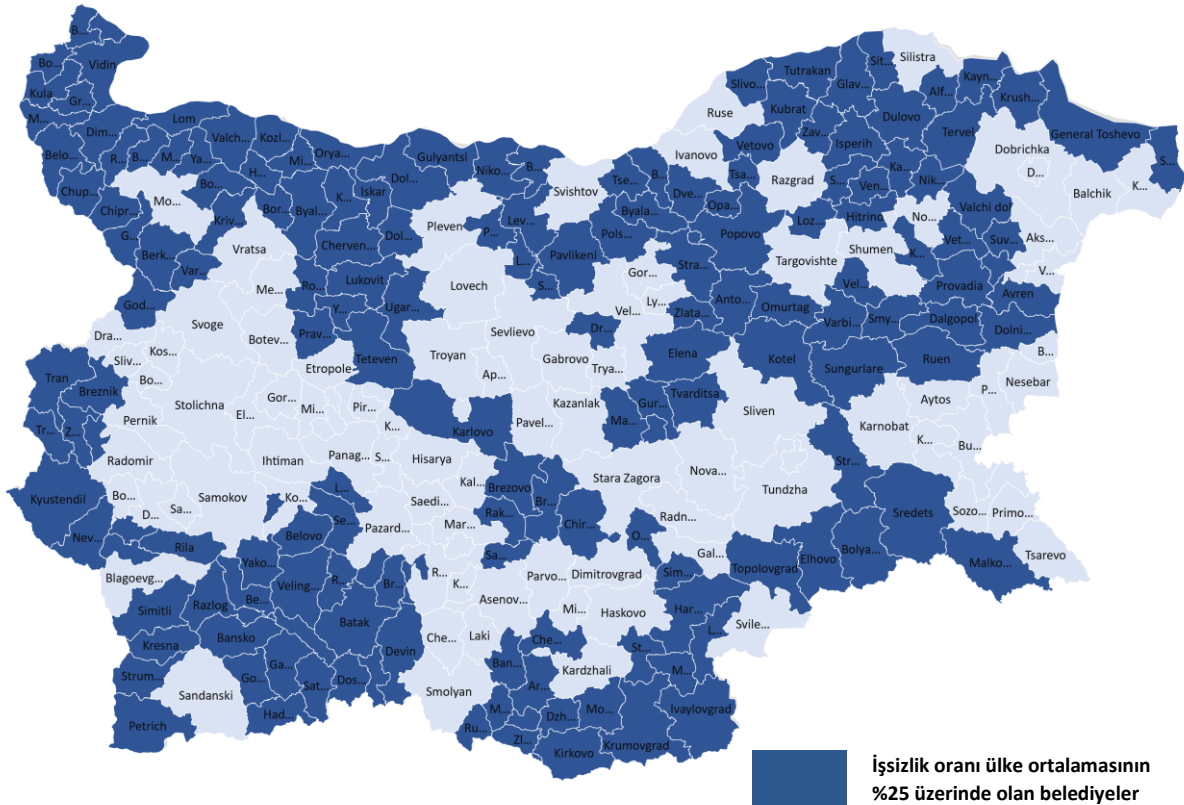 B...
Bo...
Vidin
Kula
Gr...
M...
Dim...
Lom
Belo...
R...
B...
M...
Ya...
Valch...
Kozl...
H...
Mi...
Orya...
Chup...
Mo...
Bo...
K...
Iskar
Dol...
Gulyantsi
Niko...
B...
Chipr...
Kriv...
Bor...
Byal...
G...
Berk...
Var...
Vratsa
Cherven...
Dol...
Pleven
P...
Lev...
Svishtov
Tse...
B...
Byala
Dve...
Opa...
Pols...
Pavlikeni
L...
S...
God...
Me...
Ro...
Lukovit
Y...
Ugar...
Lovech
Stra...
Popovo
Svoge
Botev...
Prav...
Teteven
Etropole
Sevlievo
Troyan
Ap...
Gabrovo
Trya...
Dr...
Vel...
Gor...
Ly...
Zlata...
Elena
Anto...
Omurtag
Kotel
Ruse
Ivanovo
Slivo...
Tutrakan
Kubrat
Vetovo
Tsa...
Razgrad
Zav...
Glav...
Sit...
Silistra
Isperih
Dulovo
Alf...
Kayn...
Krush...
Tervel
General Toshevo
S...
Dobrichka
D...
Balchik
K...
S...
Ven...
Ka...
Nik...
Loz...
Hitrino
No...
Valchi dol
Aks...
Targovishte
Shumen
K...
Vet...
Suv...
V...
Vel...
Provadia
Avren
Varbi...
Smy...
Dalgopol
Dolni...
Sungurlare
Ruen
B...
Nesebar
P...
Aytos
Karnobat
K...
Bu...
Dra...
Sliv...
Kos...
Bo...
Tran
Breznik
Tr...
Z...
Pernik
Stolichna
El...
Gor...
Mi...
Pir...
K...
Karlovo
Pavel...
Kazanlak
Ma...
Gur...
Tvarditsa
Sliven
Radomir
Ihtiman
Panag...
S...
Hisarya
Kyustendil
Bo...
D...
Sa...
Samokov
Ko...
L...
Se...
Saedi...
Kal...
Brezovo
Br...
Stara Zagora
Nova...
Tundzha
Str...
Nev...
Rila
Belovo
Pazard...
Mar...
Rak...
Chir...
Radn...
O...
Sa...
Gal...
Sim...
Topolovgrad
Elhovo
Bolya...
Sredets
Sozo...
Primo...
Tsarevo
Malko...
Blagoevg...
Yako...
Veling...
R...
Br...
R...
K...
Parvo...
Dimitrovgrad
Simitli
Razlog
Be...
Batak
Asenov...
Mi...
Haskovo
Har...
Svile...
Kresna
Bansko
Devin
Che...
Laki
Che...
St...
L...
Strum...
Ga...
Go...
Sat...
Dos...
Ban...
Kardzhali
M...
Sandanski
Smolyan
Ar...
Petrich
Had...
M...
Dzh...
Mo...
Ivaylovgrad
Ru...
Zl...
Kirkovo
Krumovgrad
İşsizlik oranı ülke ortalamasının
%25 üzerinde olan belediyeler